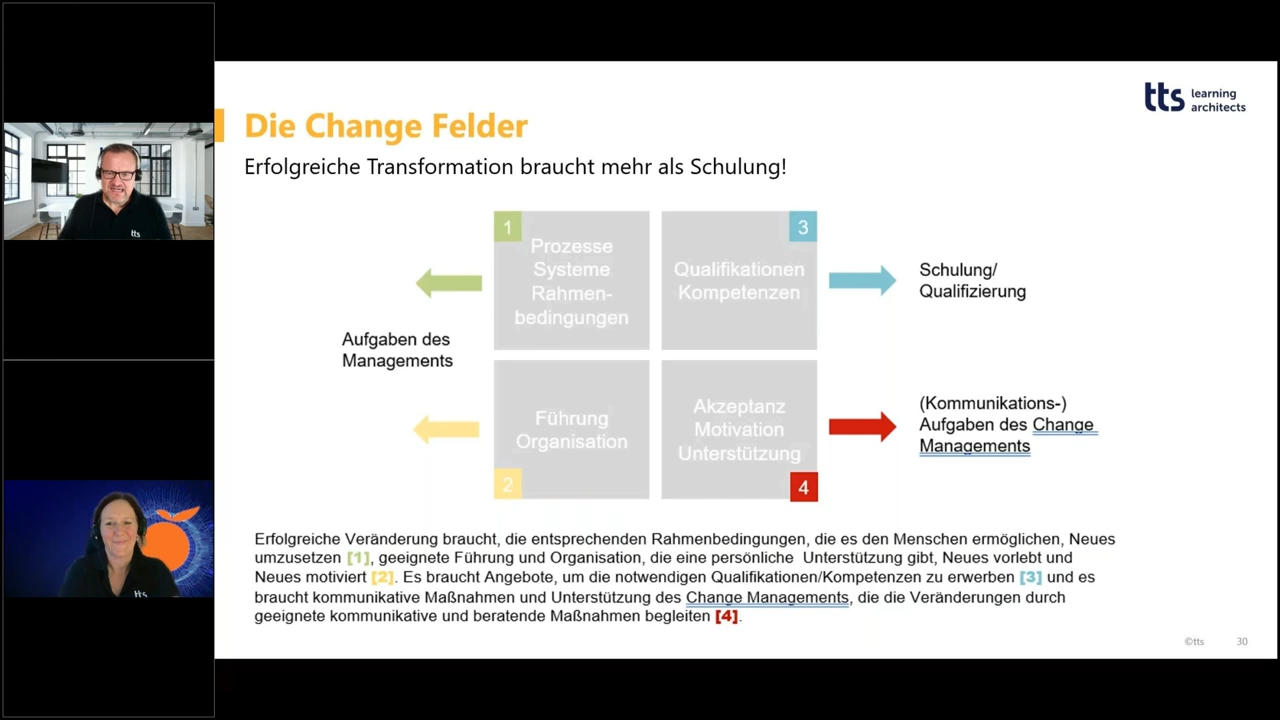 tts learning
architects
Die Change Felder
Erfolgreiche Transformation braucht mehr als Schulung!
1
Prozesse
Systeme
Rahmen-
bedingungen
3
Qualifikationen
Kompetenzen
Schulung/
Qualifizierung
Aufgaben des
Managements
Führung
Organisation
2
Akzeptanz
Motivation
Unterstützung
4
(Kommunikations-)
Aufgaben des Change
Managements
Erfolgreiche Veränderung braucht, die entsprechenden Rahmenbedingungen, die es den Menschen ermöglichen, Neues
umzusetzen [1], geeignete Führung und Organisation, die eine persönliche Unterstützung gibt, Neues vorlebt und
Neues motiviert [2]. Es braucht Angebote, um die notwendigen Qualifikationen/Kompetenzen zu erwerben [3] und es
braucht kommunikative Maßnahmen und Unterstützung des Change Managements, die die Veränderungen durch
geeignete kommunikative und beratende Maßnahmen begleiten [4].
©tts 30
tts
tts